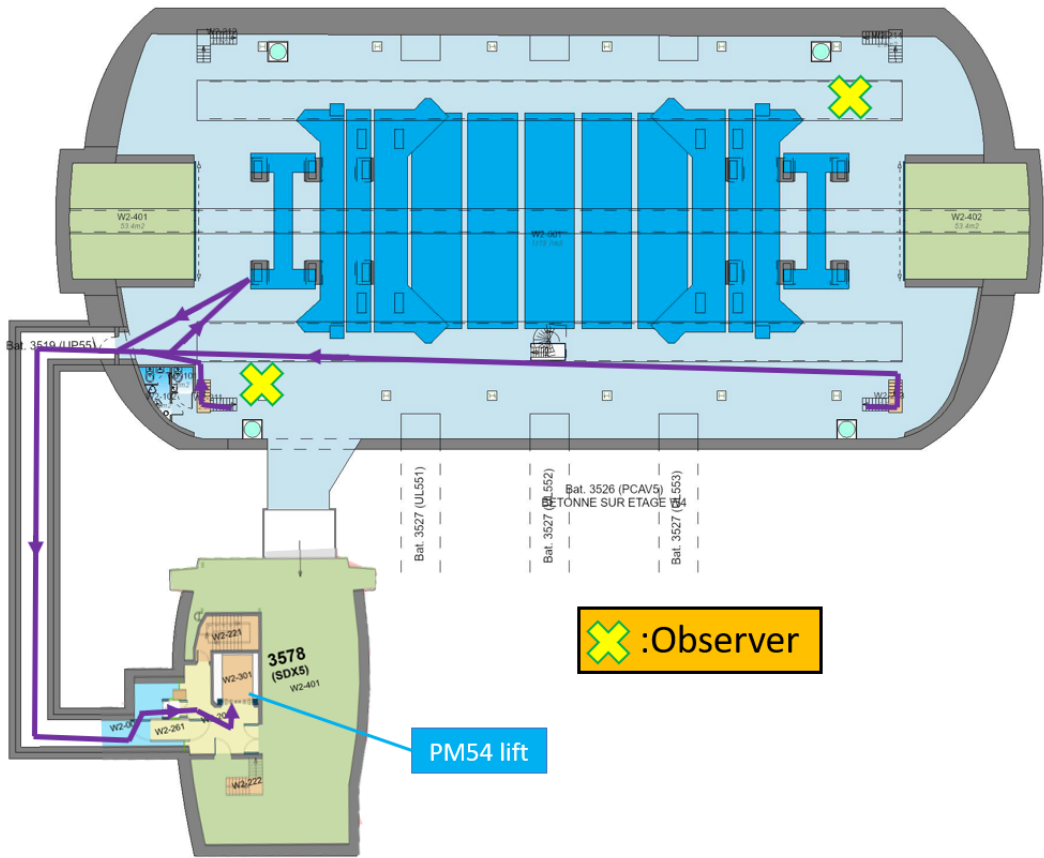 W2-401
53.4m2
W2-402
53.4m2
W2-001
Bat. 3519 (UP55)
Bat. 3527 (UL551)
Bat. 3527 (UL552)
Bat. 3527 (UL553)
Bat. 3526 (PCAV5)
BETONNE SUR ETAGE W4
:Observer
W2-221
3578
(SDX5)
W2-401
W2-301
W2-261
W2-222
PM54 lift